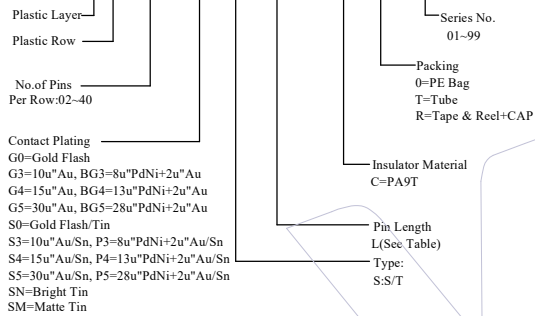 Plastic Layer
Plastic Row
No.of Pins
Per Row:02~40
Contact Plating
G0=Gold Flash
G3=10u"Au, BG3=8u"PdNi+2u"Au
G4=15u"Au, BG4=13u"PdNi+2u"Au
G5=30u"Au, BG5=28u"PdNi+2u"Au
S0=Gold Flash/Tin
S3=10u"Au/Sn, P3=8u"PdNi+2u"Au/Sn
S4=15u"Au/Sn, P4=13u"PdNi+2u"Au/Sn
S5=30u"Au/Sn, P5=28u"PdNi+2u"Au/Sn
SN=Bright Tin
SM=Matte Tin
Series No.
01~99
Packing
0=PE Bag
T=Tube
R=Tape & Reel+CAP
Insulator Material
C=PA9T
Pin Length
L(See Table)
Type:
S:S/T